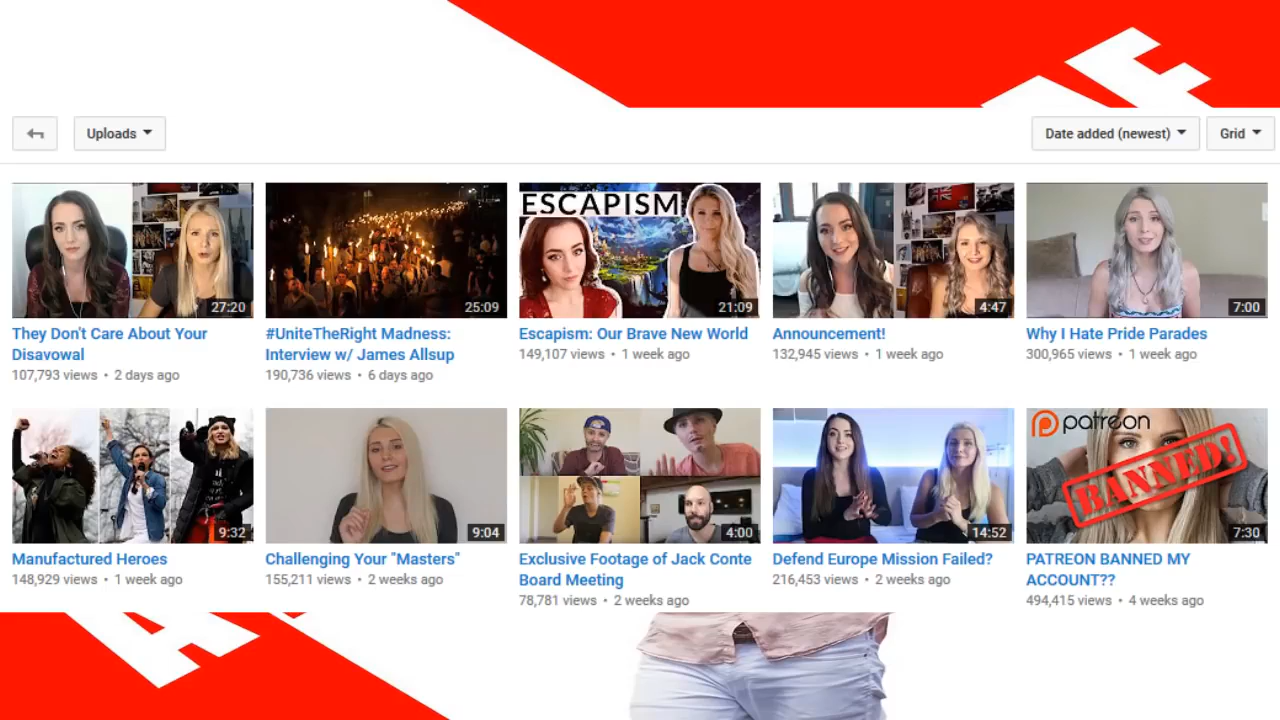 Uploads
Date added (newest)
Grid
27:20
25:09
ESCAPISM
21:09
4:47
7:00
They Don't Care About Your
Disavowal
107,793 views • 2 days ago
#UniteTheRight Madness:
Interview w/ James Allsup
190,736 views • 6 days ago
Escapism: Our Brave New World
149,107 views • 1 week ago
Announcement!
132,945 views • 1 week ago
Why I Hate Pride Parades
300,965 views • 1 week ago
9:32
9:04
4:00
14:52
patreon
BANNED!
7:30
Manufactured Heroes
148,929 views • 1 week ago
Challenging Your "Masters"
155,211 views • 2 weeks ago
Exclusive Footage of Jack Conte
Board Meeting
78,781 views • 2 weeks ago
Defend Europe Mission Failed?
216,453 views • 2 weeks ago
PATREON BANNED MY
ACCOUNT??
494,415 views • 4 weeks ago